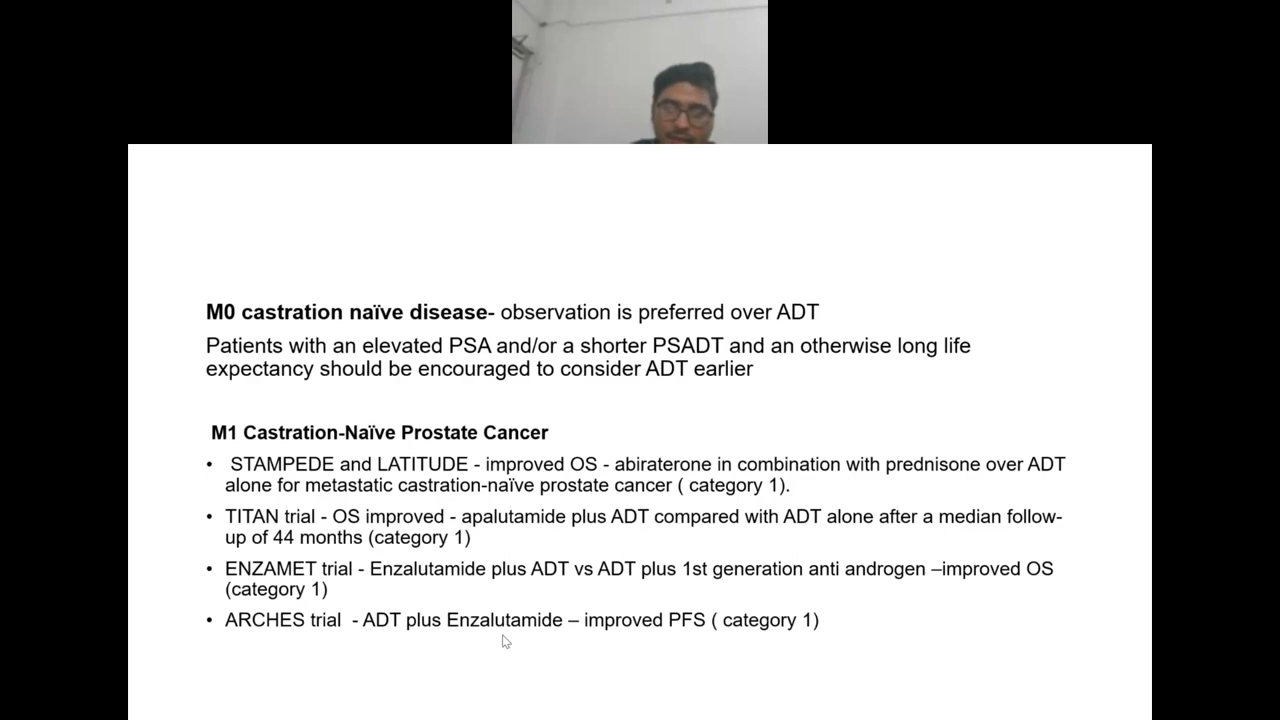 M0 castration naïve disease- observation is preferred over ADT
Patients with an elevated PSA and/or a shorter PSADT and an otherwise long life
expectancy should be encouraged to consider ADT earlier
M1 Castration-Naïve Prostate Cancer
• STAMPEDE and LATITUDE - improved OS - abiraterone in combination with prednisone over ADT
alone for metastatic castration-naïve prostate cancer ( category 1).
• TITAN trial - OS improved - apalutamide plus ADT compared with ADT alone after a median follow-
up of 44 months (category 1)
• ENZAMET trial - Enzalutamide plus ADT vs ADT plus 1st generation anti androgen –improved OS
(category 1)
• ARCHES trial - ADT plus Enzalutamide – improved PFS ( category 1)